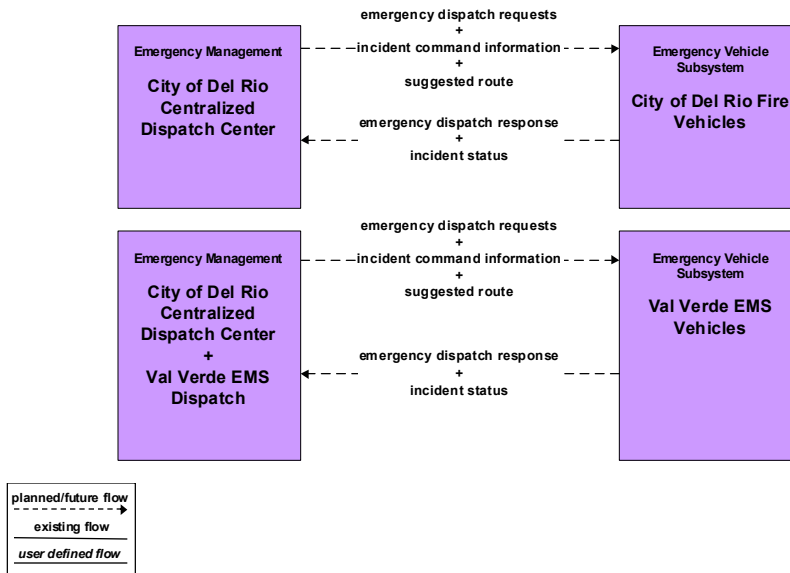 emergency dispatch requests
+
incident command information
+
suggested route
Emergency Management
City of Del Rio
Centralized
Dispatch Center
Emergency Vehicle
Subsystem
City of Del Rio Fire
Vehicles
emergency dispatch response
+
incident status
emergency dispatch requests
+
incident command information
+
suggested route
Emergency Management
City of Del Rio
Centralized
Dispatch Center
+
Val Verde EMS
Dispatch
Emergency Vehicle
Subsystem
Val Verde EMS
Vehicles
emergency dispatch response
+
incident status
planned/future flow
existing flow
user defined flow